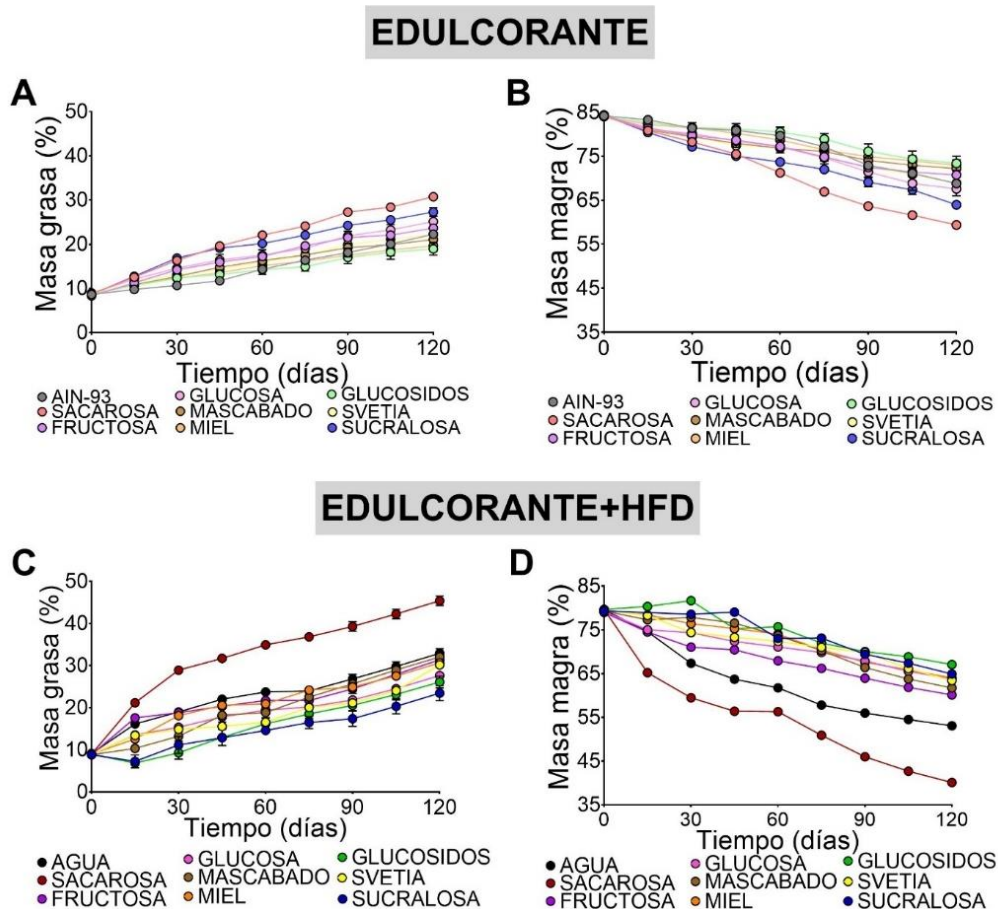 EDULCORANTE
A
B
Masa grasa (%)
50
40
30
20
10
0
0 30 60 90 120
Tiempo (días)
AIN-93 GLUCOSA GLUCOSIDOS
SACAROSA MASCABADO SVETIA
FRUCTOSA MIEL SUCRALOSA
Masa magra (%)
85
75
65
55
45
35
0 30 60 90 120
Tiempo (días)
AIN-93 GLUCOSA GLUCOSIDOS
SACAROSA MASCABADO SVETIA
FRUCTOSA MIEL SUCRALOSA
EDULCORANTE+HFD
C
D
Masa grasa (%)
50
40
30
20
10
0
0 30 60 90 120
Tiempo (días)
AGUA GLUCOSA GLUCOSIDOS
SACAROSA MASCABADO SVETIA
FRUCTOSA MIEL SUCRALOSA
Masa magra (%)
85
75
65
55
45
35
0 30 60 90 120
Tiempo (días)
AGUA GLUCOSA GLUCOSIDOS
SACAROSA MASCABADO SVETIA
FRUCTOSA MIEL SUCRALOSA